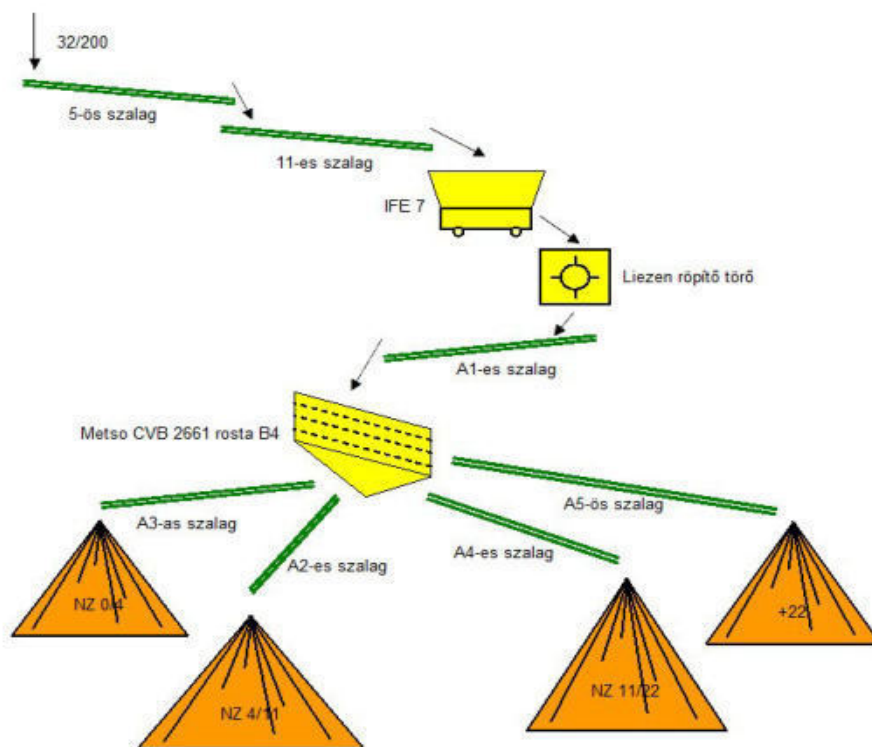 32/200
5-ös szalag
11-es szalag
IFE 7
Liezen röpítő törő
A1-es szalag
Metso CVB 2661 rosta B4
A3-as szalag
A2-es szalag
A4-es szalag
A5-ös szalag
NZ 0/4
NZ 4/11
NZ 11/22
+22